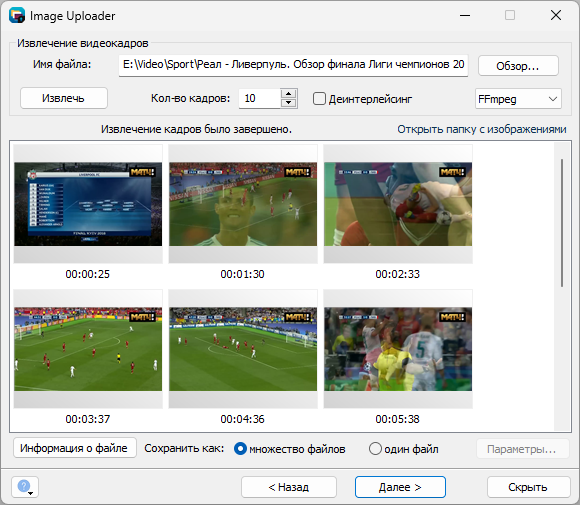 Image Uploader
Извлечение видеокадров
Имя файла: E:\Video\Sport\Реал - Ливерпуль. Обзор финала Лиги чемпионов 20 Обзор...
Извлечь Кол-во кадров: 10 Деинтерлейсинг FFmpeg
Извлечение кадров было завершено. Открыть папку с изображениями
LIVERPOOL FC МАТЧ! МАТЧ! МАТЧ!
00:00:25 00:01:30 00:02:33
МАТЧ! МАТЧ! МАТЧ!
00:03:37 00:04:36 00:05:38
Информация о файле Сохранить как: множество файлов один файл Параметры...
? < Назад Далее > Скрыть